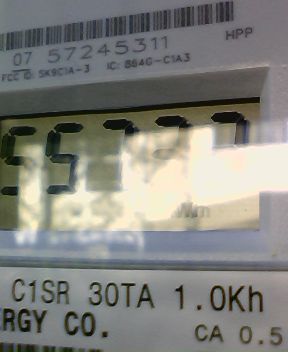 07 57245311
HPP
FCC ID: SK9C1A-3 IC: 864G-C1A3
C1SR 30TA 1.0Kh
RGY CO.
CA 0.5